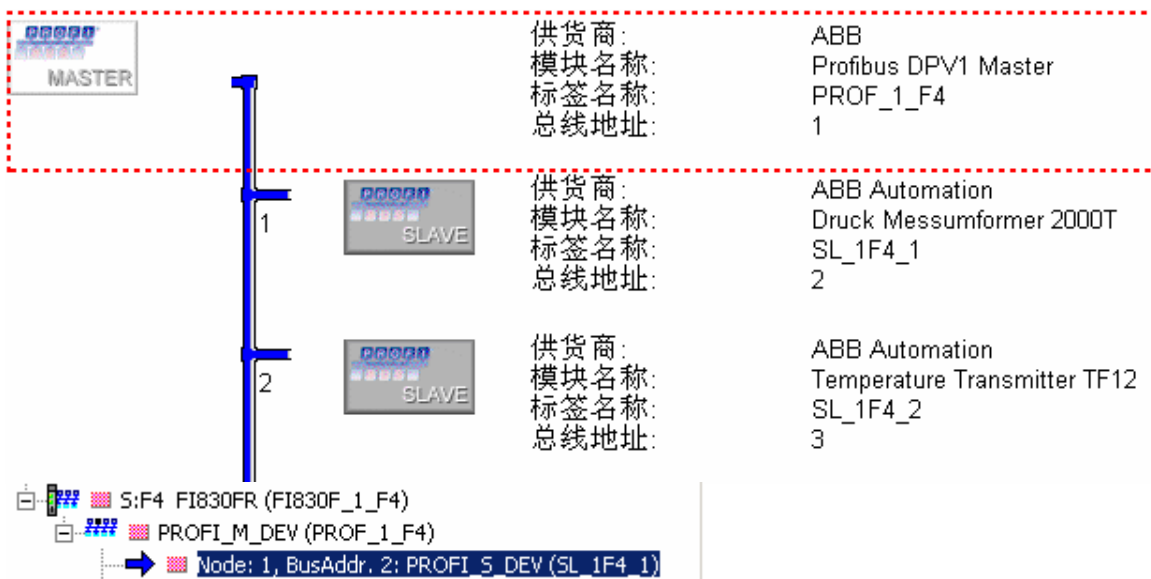 PROFI
BUS
MASTER
供货商: ABB
模块名称: Profibus DPV1 Master
标签名称: PROF_1_F4
总线地址: 1
1
PROFI
BUS
SLAVE
供货商: ABB Automation
模块名称: Druck Messumformer 2000T
标签名称: SL_1F4_1
总线地址: 2
2
PROFI
BUS
SLAVE
供货商: ABB Automation
模块名称: Temperature Transmitter TF12
标签名称: SL_1F4_2
总线地址: 3
S:F4 FI830FR (FI830F_1_F4)
PROFI_M_DEV (PROF_1_F4)
Node: 1, BusAddr. 2: PROFI_S_DEV (SL_1F4_1)